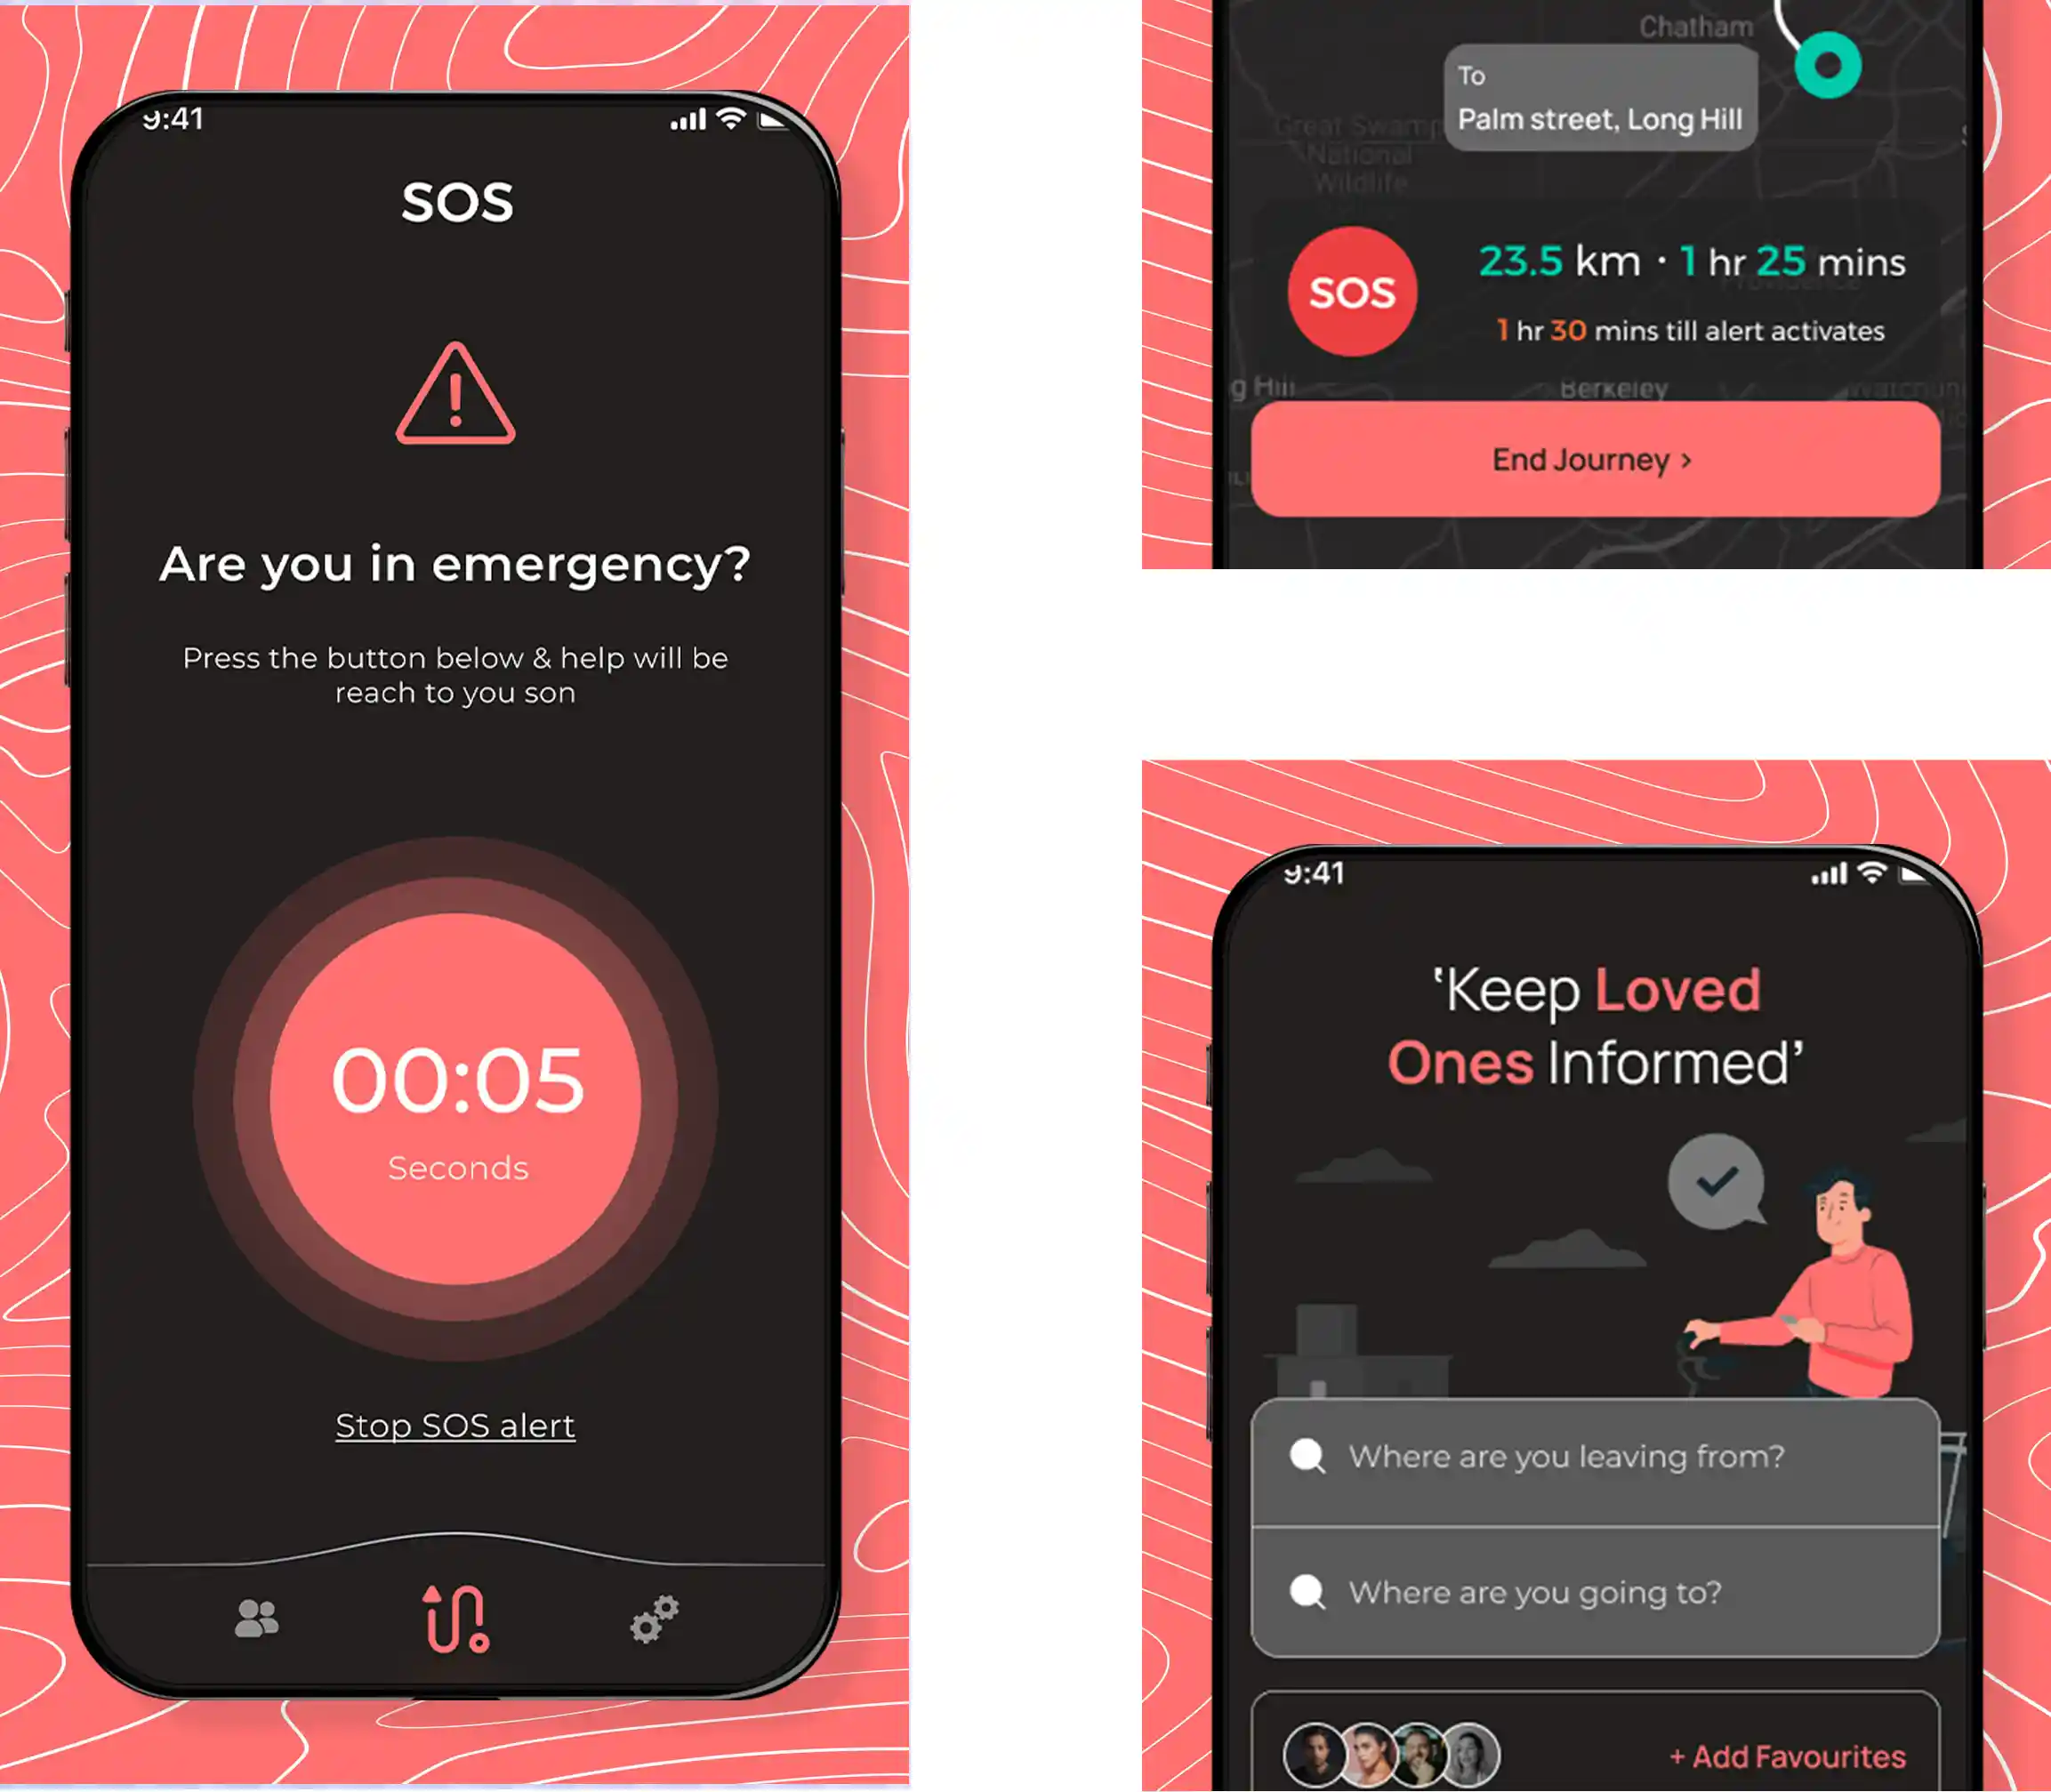 9:41
SOS
Are you in emergency?
Press the button below & help will be
reach to you son
00:05
Seconds
Stop SOS alert
Chatham
To
Palm street, Long Hill
Great Swamp
National
Wildlife
SOS
23.5 km · 1 hr 25 mins
1 hr 30 mins till alert activates
g Hill
Berkeley
End Journey >
9:41
‘Keep Loved
Ones Informed’
Where are you leaving from?
Where are you going to?
+ Add Favourites